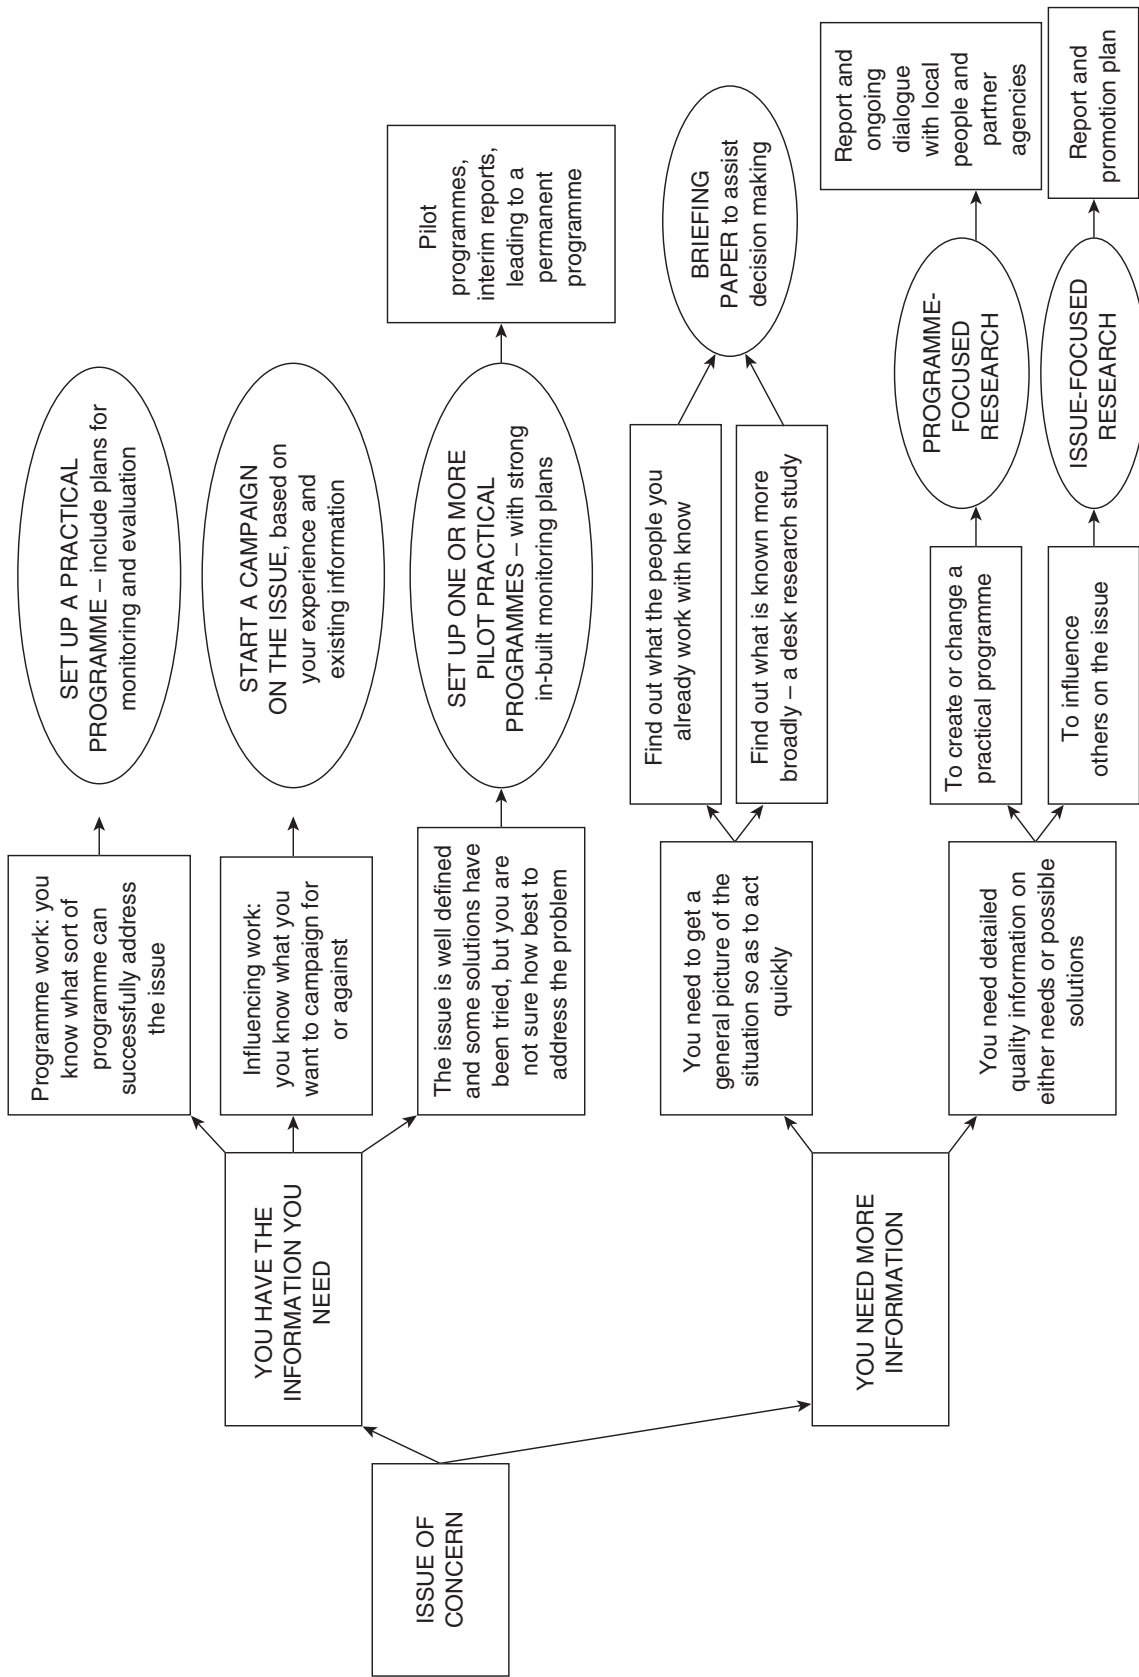 ISSUE OF
CONCERN
YOU HAVE THE
INFORMATION YOU
NEED
Programme work: you
know what sort of
programme can
successfully address
the issue
SET UP A PRACTICAL
PROGRAMME – include plans for
monitoring and evaluation
Influencing work:
you know what you
want to campaign for
or against
START A CAMPAIGN
ON THE ISSUE, based on
your experience and
existing information
The issue is well defined
and some solutions have
been tried, but you are
not sure how best to
address the problem
SET UP ONE OR MORE
PILOT PRACTICAL
PROGRAMMES – with strong
in-built monitoring plans
Pilot
programmes,
interim reports,
leading to a
permanent
programme
YOU NEED MORE
INFORMATION
You need to get a
general picture of the
situation so as to act
quickly
Find out what the people you
already work with know
Find out what is known more
broadly – a desk research study
BRIEFING
PAPER to assist
decision making
You need detailed
quality information on
either needs or possible
solutions
To create or change a
practical programme
PROGRAMME-
FOCUSED
RESEARCH
Report and
ongoing
dialogue
with local
people and
partner
agencies
To influence
others on the issue
ISSUE-FOCUSED
RESEARCH
Report and
promotion plan